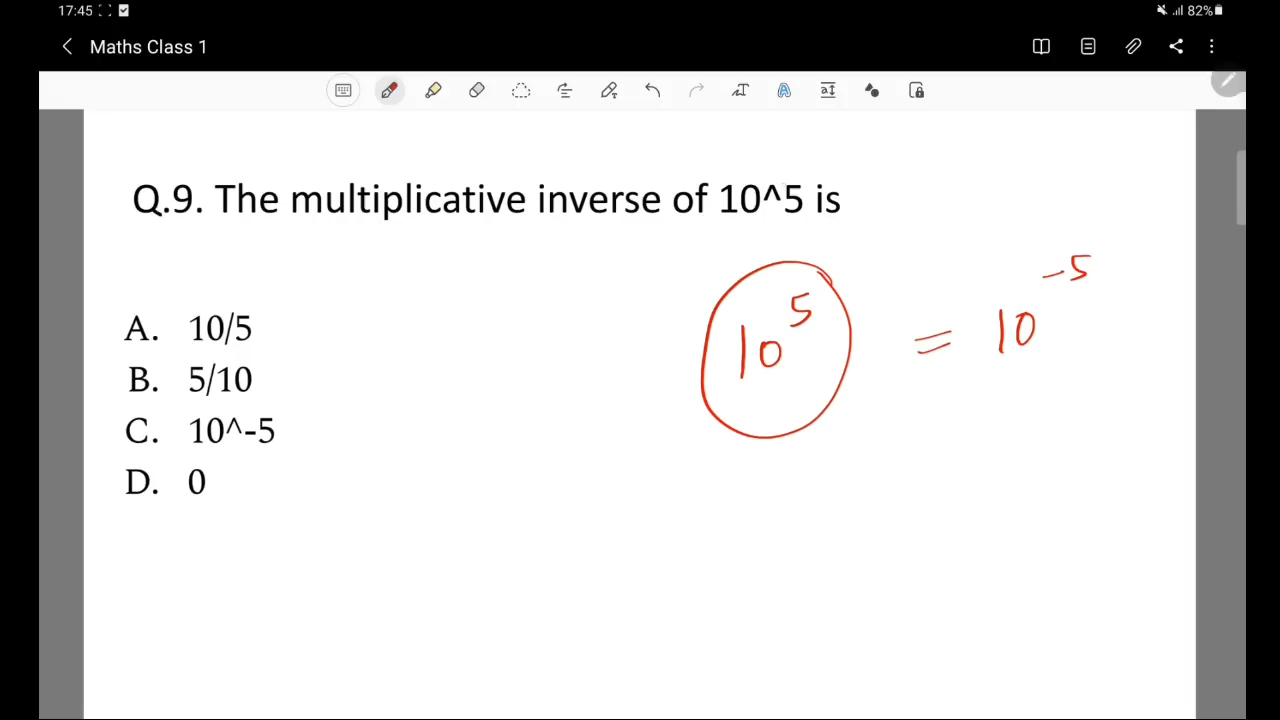 17:45 82%
Maths Class 1
Q.9. The multiplicative inverse of 10^5 is
A. 10/5
B. 5/10
C. 10^-5
D. 0
10^5 = 10^-5